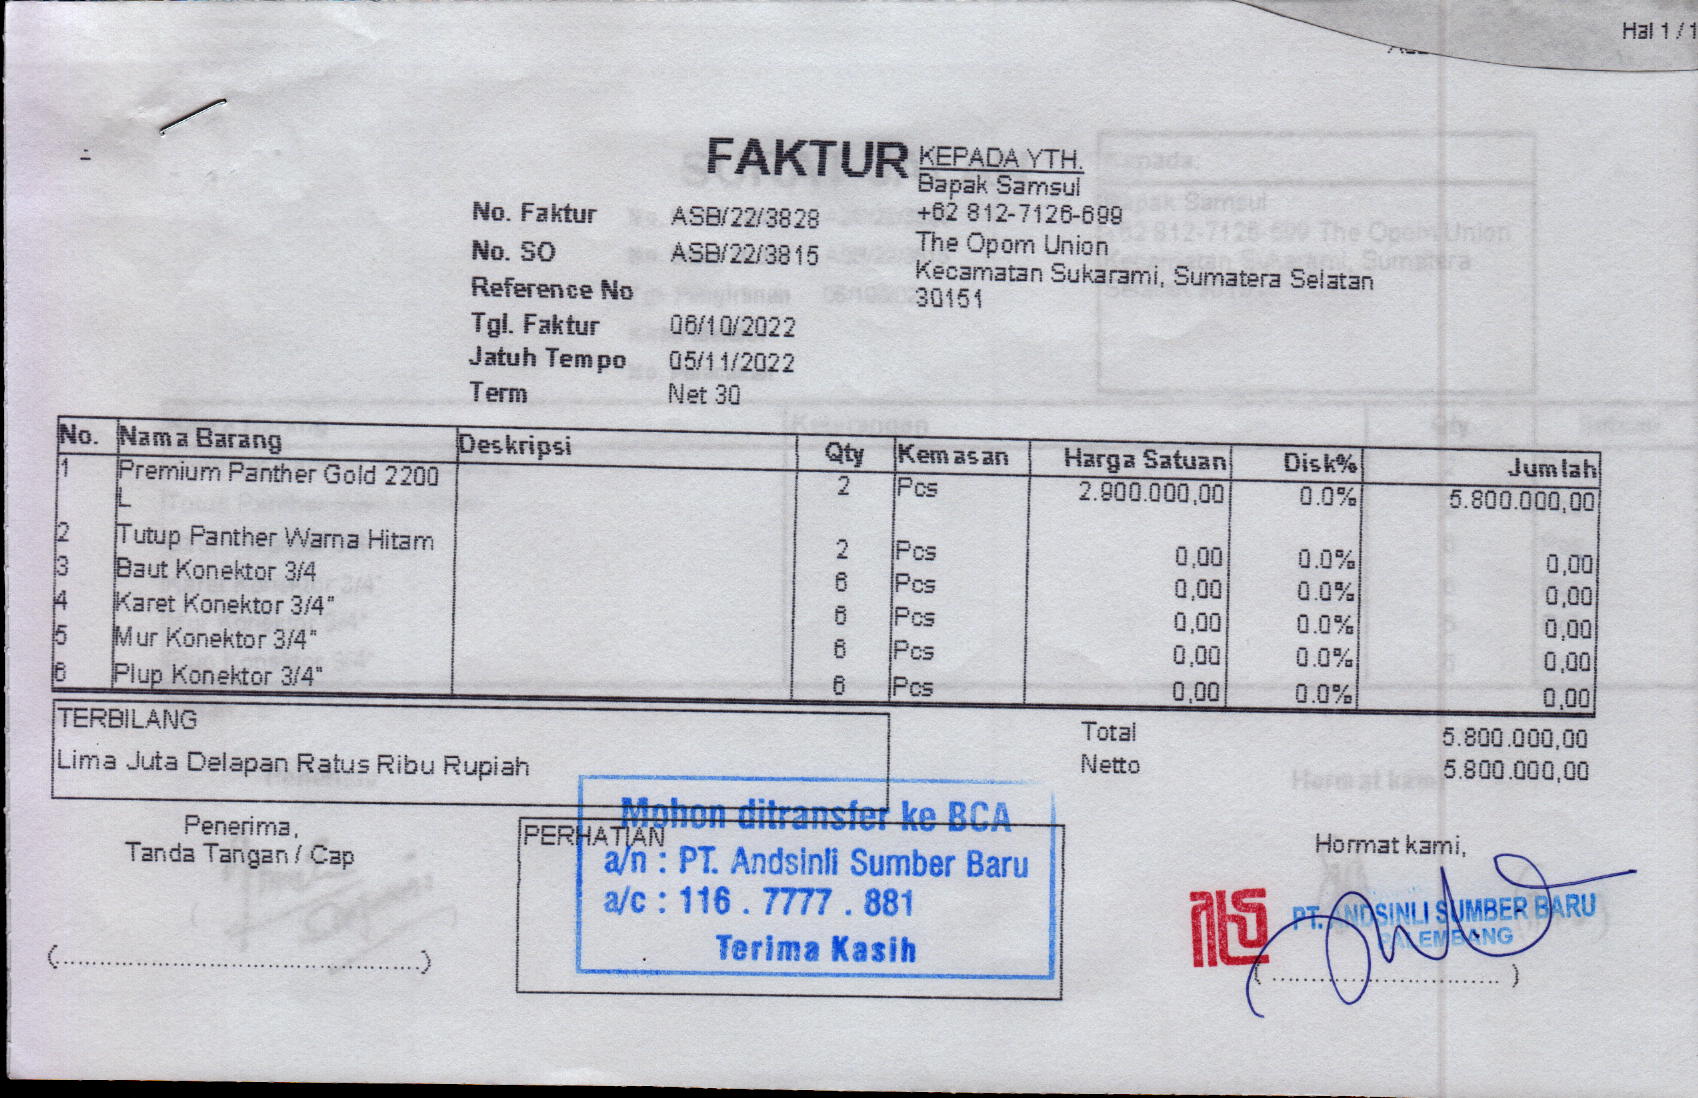 Hal 1 / 1
FAKTUR
KEPADA YTH.
Bapak Samsul
+62 812-7126-699
The Opom Union
Kecamatan Sukarami, Sumatera Selatan
30151
No. Faktur ASB/22/3828
No. SO ASB/22/3815
Reference No
Tgl. Faktur 06/10/2022
Jatuh Tempo 05/11/2022
Term Net 30
No. Nama Barang Deskripsi Qty Kemasan Harga Satuan Disk% Jumlah
1 Premium Panther Gold 2200 2 Pcs 2.900.000,00 0.0% 5.800.000,00
L
2 Tutup Panther Warna Hitam 2 Pcs 0,00 0.0% 0,00
3 Baut Konektor 3/4 6 Pcs 0,00 0.0% 0,00
4 Karet Konektor 3/4" 6 Pcs 0,00 0.0% 0,00
5 Mur Konektor 3/4" 6 Pcs 0,00 0.0% 0,00
6 Plup Konektor 3/4" 6 Pcs 0,00 0.0% 0,00
TERBILANG
Lima Juta Delapan Ratus Ribu Rupiah
Total 5.800.000,00
Netto 5.800.000,00
Penerima,
Tanda Tangan / Cap
PERHATIAN
Mohon ditransfer ke BCA
a/n : PT. Andsinli Sumber Baru
a/c : 116 . 7777 . 881
Terima Kasih
Hormat kami,
PT. ANDSINLI SUMBER BARU
PALEMBANG